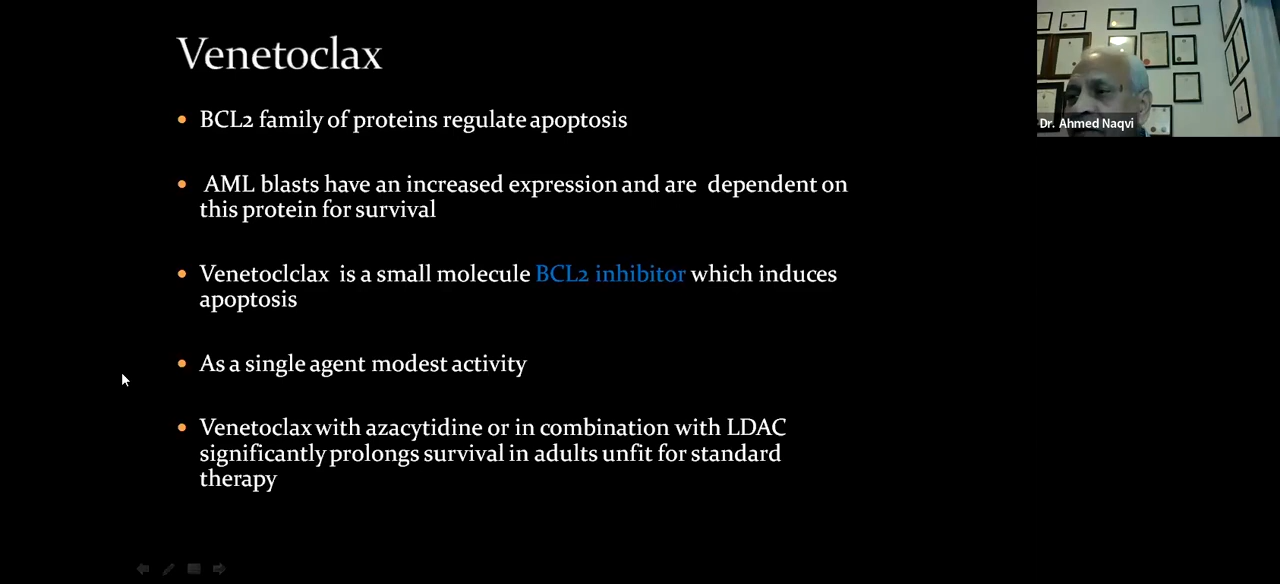 Venetoclax
BCL2 family of proteins regulate apoptosis
AML blasts have an increased expression and are dependent on
this protein for survival
Venetoclclax is a small molecule BCL2 inhibitor which induces
apoptosis
As a single agent modest activity
Venetoclax with azacytidine or in combination with LDAC
significantly prolongs survival in adults unfit for standard
therapy
Dr. Ahmed Naqvi